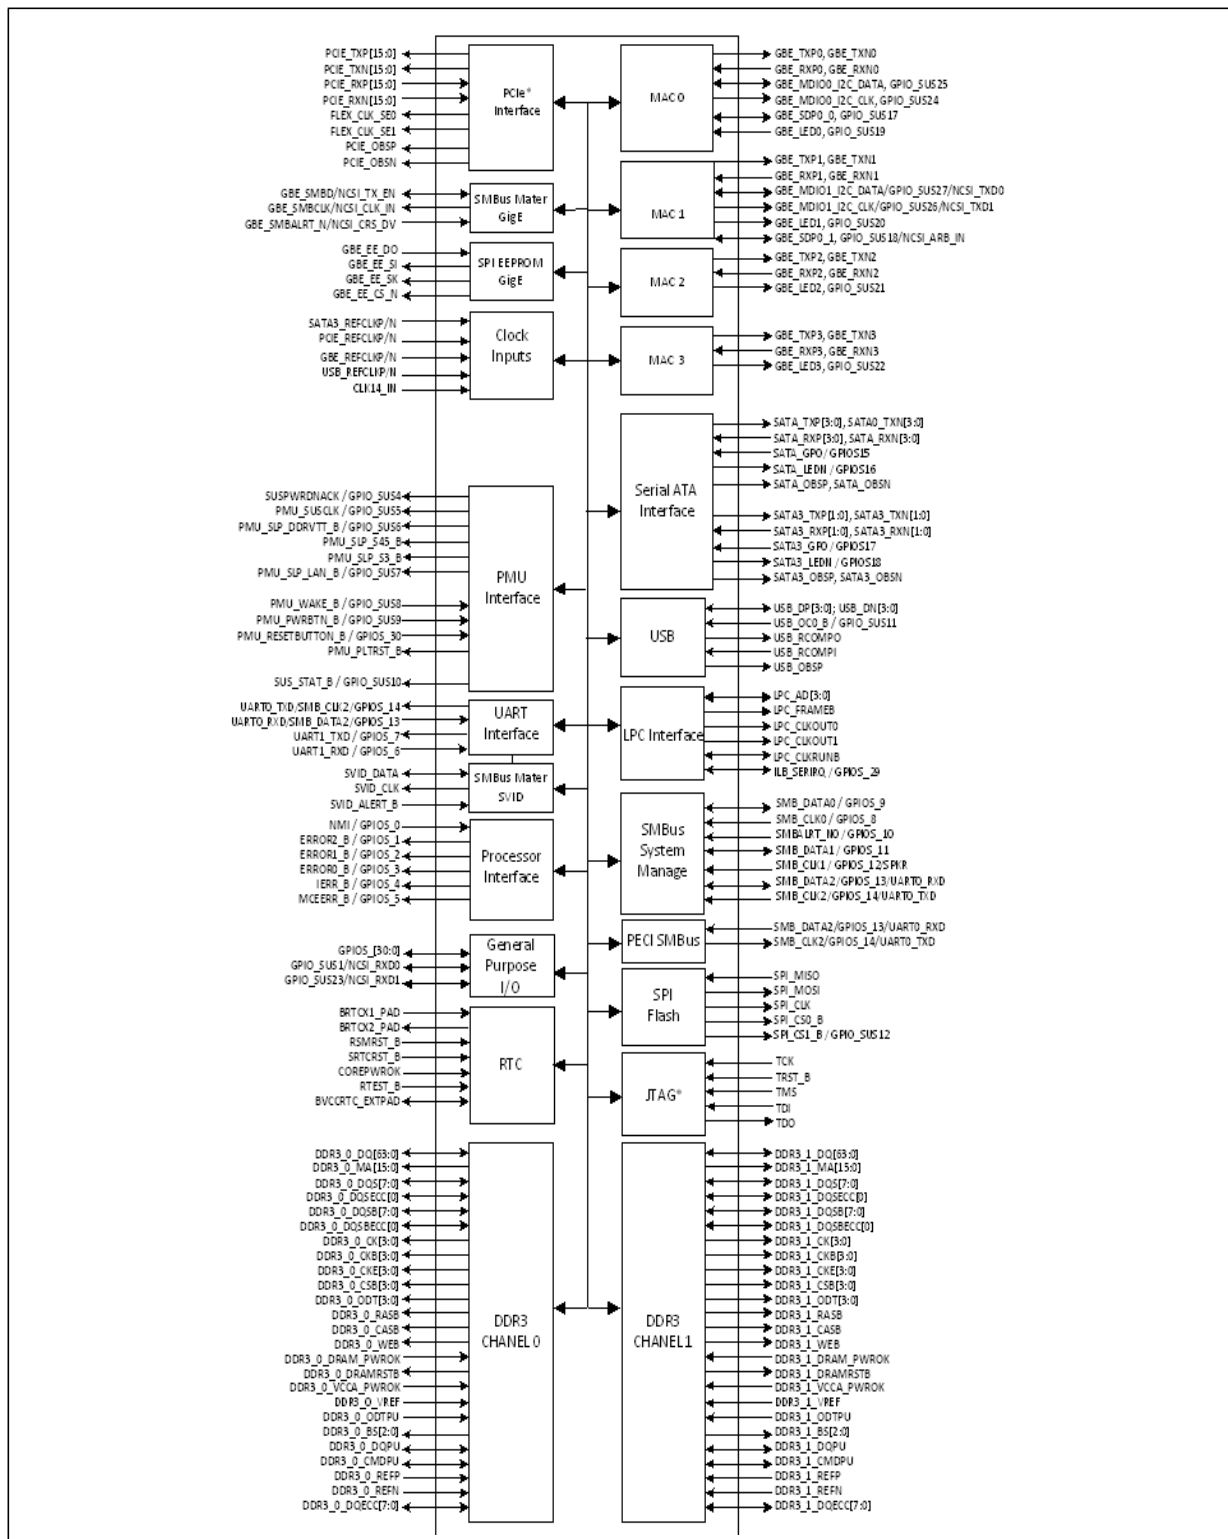 PCIE_TXP[15:0]
PCIE_TXN[15:0]
PCIE_RXP[15:0]
PCIE_RXN[15:0]
FLEX_CLK_SE0
FLEX_CLK_SE1
PCIE_OBSP
PCIE_OBSN
PCIe*
Interface
GBE_SMBD/NCSI_TX_EN
GBE_SMBCLK/NCSI_CLK_IN
GBE_SMBALRT_N/NCSI_CRS_DV
SMBus Mater
GigE
GBE_EE_DO
GBE_EE_SI
GBE_EE_SK
GBE_EE_CS_N
SPI EEPROM
GigE
SATA3_REFCLKP/N
PCIE_REFCLKP/N
GBE_REFCLKP/N
USB_REFCLKP/N
CLK14_IN
Clock
Inputs
SUSPWRDNACK / GPIO_SUS4
PMU_SUSCLK / GPIO_SUS5
PMU_SLP_DDRVTT_B / GPIO_SUS6
PMU_SLP_S45_B
PMU_SLP_S3_B
PMU_SLP_LAN_B / GPIO_SUS7
PMU_WAKE_B / GPIO_SUS8
PMU_PWRBTN_B / GPIO_SUS9
PMU_RESETBUTTON_B / GPIOS_30
PMU_PLTRST_B
SUS_STAT_B / GPIO_SUS10
PMU
Interface
UART0_TXD/SMB_CLK2/GPIOS_14
UART0_RXD/SMB_DATA2/GPIOS_13
UART1_TXD / GPIOS_7
UART1_RXD / GPIOS_6
UART
Interface
SVID_DATA
SVID_CLK
SVID_ALERT_B
SMBus Mater
SVID
NMI / GPIOS_0
ERROR2_B / GPIOS_1
ERROR1_B / GPIOS_2
ERROR0_B / GPIOS_3
IERR_B / GPIOS_4
MCEERR_B / GPIOS_5
Processor
Interface
GPIOS_[30:0]
GPIO_SUS1/NCSI_RXD0
GPIO_SUS23/NCSI_RXD1
General
Purpose
I/O
BRTCX1_PAD
BRTCX2_PAD
RSMRST_B
SRTCRST_B
COREPWROK
RTEST_B
BVCCRTC_EXTPAD
RTC
DDR3_0_DQ[63:0]
DDR3_0_MA[15:0]
DDR3_0_DQS[7:0]
DDR3_0_DQSECC[0]
DDR3_0_DQSB[7:0]
DDR3_0_DQSBECC[0]
DDR3_0_CK[3:0]
DDR3_0_CKB[3:0]
DDR3_0_CKE[3:0]
DDR3_0_CSB[3:0]
DDR3_0_ODT[3:0]
DDR3_0_RASB
DDR3_0_CASB
DDR3_0_WEB
DDR3_0_DRAM_PWROK
DDR3_0_DRAMRSTB
DDR3_0_VCCA_PWROK
DDR3_0_VREF
DDR3_0_ODTPU
DDR3_0_BS[2:0]
DDR3_0_DQPU
DDR3_0_CMDPU
DDR3_0_REFP
DDR3_0_REFN
DDR3_0_DQECC[7:0]
DDR3
CHANEL 0
MAC 0
GBE_TXP0, GBE_TXN0
GBE_RXP0, GBE_RXN0
GBE_MDIO0_I2C_DATA, GPIO_SUS25
GBE_MDIO0_I2C_CLK, GPIO_SUS24
GBE_SDP0_0, GPIO_SUS17
GBE_LED0, GPIO_SUS19
MAC 1
GBE_TXP1, GBE_TXN1
GBE_RXP1, GBE_RXN1
GBE_MDIO1_I2C_DATA/GPIO_SUS27/NCSI_TXD0
GBE_MDIO1_I2C_CLK/GPIO_SUS26/NCSI_TXD1
GBE_LED1, GPIO_SUS20
GBE_SDP0_1, GPIO_SUS18/NCSI_ARB_IN
MAC 2
GBE_TXP2, GBE_TXN2
GBE_RXP2, GBE_RXN2
GBE_LED2, GPIO_SUS21
MAC 3
GBE_TXP3, GBE_TXN3
GBE_RXP3, GBE_RXN3
GBE_LED3, GPIO_SUS22
Serial ATA
Interface
SATA_TXP[3:0], SATA0_TXN[3:0]
SATA_RXP[3:0], SATA_RXN[3:0]
SATA_GPO / GPIOS15
SATA_LEDN / GPIOS16
SATA_OBSP, SATA_OBSN
SATA3_TXP[1:0], SATA3_TXN[1:0]
SATA3_RXP[1:0], SATA3_RXN[1:0]
SATA3_GPO / GPIOS17
SATA3_LEDN / GPIOS18
SATA3_OBSP, SATA3_OBSN
USB
USB_DP[3:0]; USB_DN[3:0]
USB_OC0_B / GPIO_SUS11
USB_RCOMPO
USB_RCOMPI
USB_OBSP
LPC Interface
LPC_AD[3:0]
LPC_FRAMEB
LPC_CLKOUT0
LPC_CLKOUT1
LPC_CLKRUNB
ILB_SERIRQ / GPIOS_29
SMBus
System
Manage
SMB_DATA0 / GPIOS_9
SMB_CLK0 / GPIOS_8
SMBALRT_N0 / GPIOS_10
SMB_DATA1 / GPIOS_11
SMB_CLK1 / GPIOS_12/SPKR
SMB_DATA2/GPIOS_13/UART0_RXD
SMB_CLK2/GPIOS_14/UART0_TXD
PECI SMBus
SMB_DATA2/GPIOS_13/UART0_RXD
SMB_CLK2/GPIOS_14/UART0_TXD
SPI
Flash
SPI_MISO
SPI_MOSI
SPI_CLK
SPI_CS0_B
SPI_CS1_B / GPIO_SUS12
JTAG*
TCK
TRST_B
TMS
TDI
TDO
DDR3
CHANEL 1
DDR3_1_DQ[63:0]
DDR3_1_MA[15:0]
DDR3_1_DQS[7:0]
DDR3_1_DQSECC[0]
DDR3_1_DQSB[7:0]
DDR3_1_DQSBECC[0]
DDR3_1_CK[3:0]
DDR3_1_CKB[3:0]
DDR3_1_CKE[3:0]
DDR3_1_CSB[3:0]
DDR3_1_ODT[3:0]
DDR3_1_RASB
DDR3_1_CASB
DDR3_1_WEB
DDR3_1_DRAM_PWROK
DDR3_1_DRAMRSTB
DDR3_1_VCCA_PWROK
DDR3_1_VREF
DDR3_1_ODTPU
DDR3_1_BS[2:0]
DDR3_1_DQPU
DDR3_1_CMDPU
DDR3_1_REFP
DDR3_1_REFN
DDR3_1_DQECC[7:0]